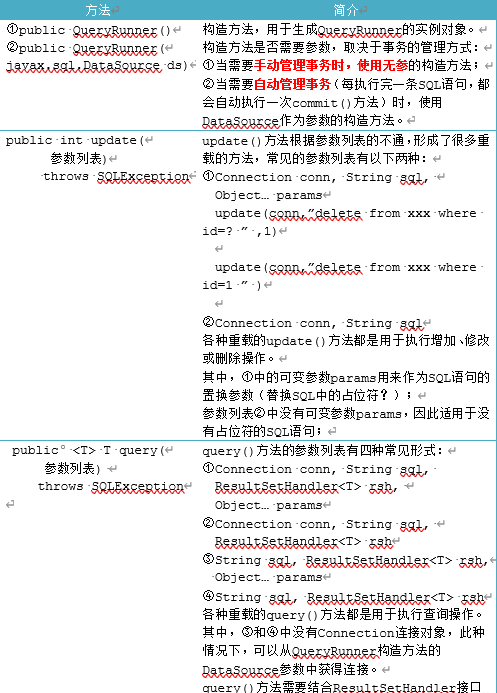 方法
简介
①public QueryRunner()
②public QueryRunner(
javax.sql.DataSource ds)
构造方法，用于生成QueryRunner的实例对象。
构造方法是否需要参数，取决于事务的管理方式：
①当需要手动管理事务时，使用无参的构造方法；
②当需要自动管理事务（每执行完一条SQL语句，都
会自动执行一次commit()方法）时，使用
DataSource作为参数的构造方法。
public int update(
参数列表)
throws SQLException
update()方法根据参数列表的不通，形成了很多重
载的方法，常见的参数列表有以下两种：
①Connection conn, String sql,
Object… params
update(conn,”delete from xxx where
id=? ” ,1)
update(conn,”delete from xxx where
id=1 ” )
②Connection conn, String sql
各种重载的update()方法都是用于执行增加、修改
或删除操作。
其中，①中的可变参数params用来作为SQL语句的
置换参数（替换SQL中的占位符？）；
参数列表②中没有可变参数params，因此适用于没
有占位符的SQL语句；
public <T> T query(
参数列表)
throws SQLException
query()方法的参数列表有四种常见形式：
①Connection conn, String sql,
ResultSetHandler<T> rsh,
Object… params
②Connection conn, String sql,
ResultSetHandler<T> rsh
③String sql, ResultSetHandler<T> rsh,
Object… params
④String sql, ResultSetHandler<T> rsh
各种重载的query()方法都是用于执行查询操作。
其中，③和④中没有Connection连接对象，此种
情况下，可以从QueryRunner构造方法的
DataSource参数中获得连接。
query()方法需要结合ResultSetHandler接口